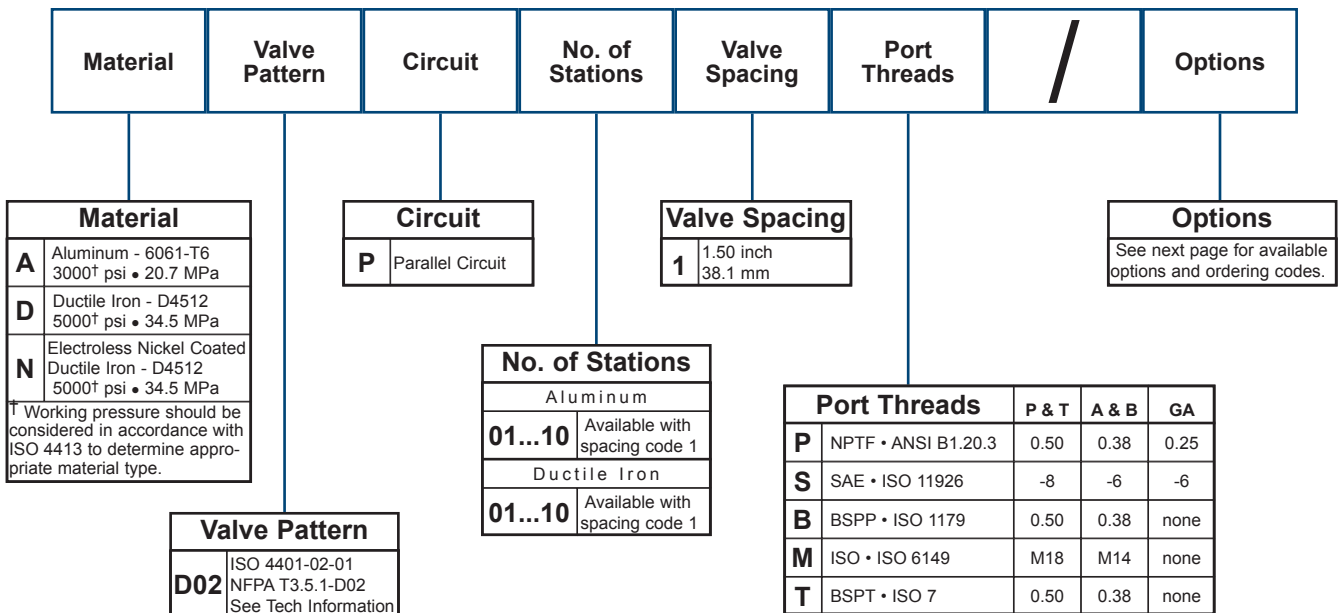 Material
Valve
Pattern
Circuit
No. of
Stations
Valve
Spacing
Port
Threads
/
Options
Material
A
Aluminum - 6061-T6
3000† psi • 20.7 MPa
D
Ductile Iron - D4512
5000† psi • 34.5 MPa
N
Electroless Nickel Coated
Ductile Iron - D4512
5000† psi • 34.5 MPa
† Working pressure should be
considered in accordance with
ISO 4413 to determine appro-
priate material type.
Valve Pattern
D02
ISO 4401-02-01
NFPA T3.5.1-D02
See Tech Information
Circuit
P Parallel Circuit
No. of Stations
Aluminum
01...10
Available with
spacing code 1
Ductile Iron
01...10
Available with
spacing code 1
Valve Spacing
1
1.50 inch
38.1 mm
Port Threads P & T A & B GA
P NPTF • ANSI B1.20.3 0.50 0.38 0.25
S SAE • ISO 11926 -8 -6 -6
B BSPP • ISO 1179 0.50 0.38 none
M ISO • ISO 6149 M18 M14 none
T BSPT • ISO 7 0.50 0.38 none
Options
See next page for available
options and ordering codes.